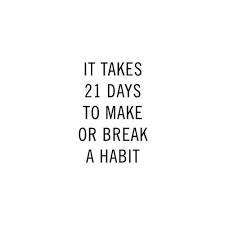 IT TAKES
21 DAYS
TO MAKE
OR BREAK
A HABIT